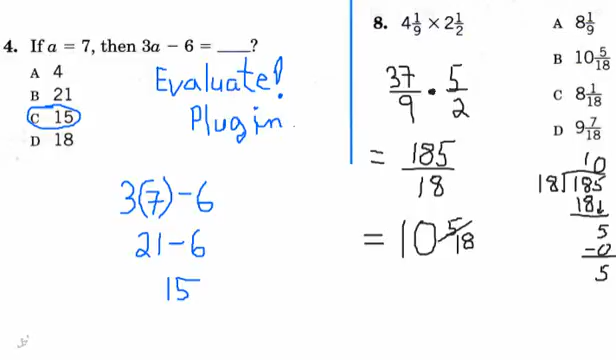 4. If a = 7, then 3a − 6 = ____?
A 4
B 21
C 15
D 18
Evaluate!
Plug in
3(7) − 6
21 − 6
15
8. 4 1/9 × 2 1/2
A 8 1/9
B 10 5/18
C 8 1/18
D 9 7/18
37/9 · 5/2
= 185/18
= 10 5/18
10
18)185
18↓
5
−0
5